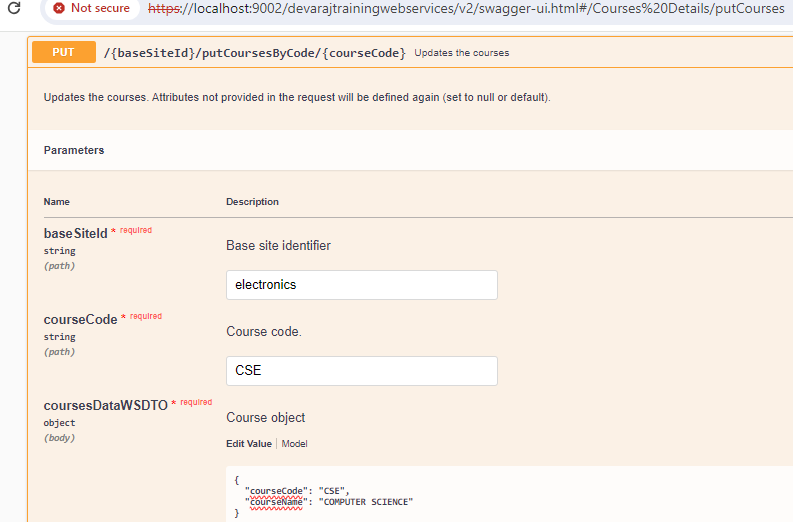 Not secure https://localhost:9002/devarajtrainingwebservices/v2/swagger-ui.html#/Courses%20Details/putCourses
PUT /{baseSiteId}/putCoursesByCode/{courseCode} Updates the courses
Updates the courses. Attributes not provided in the request will be defined again (set to null or default).
Parameters
Name Description
baseSiteId * required
string
(path)
Base site identifier
electronics
courseCode * required
string
(path)
Course code.
CSE
coursesDataWSDTO * required
object
(body)
Course object
Edit Value | Model
{
"courseCode": "CSE",
"courseName": "COMPUTER SCIENCE"
}